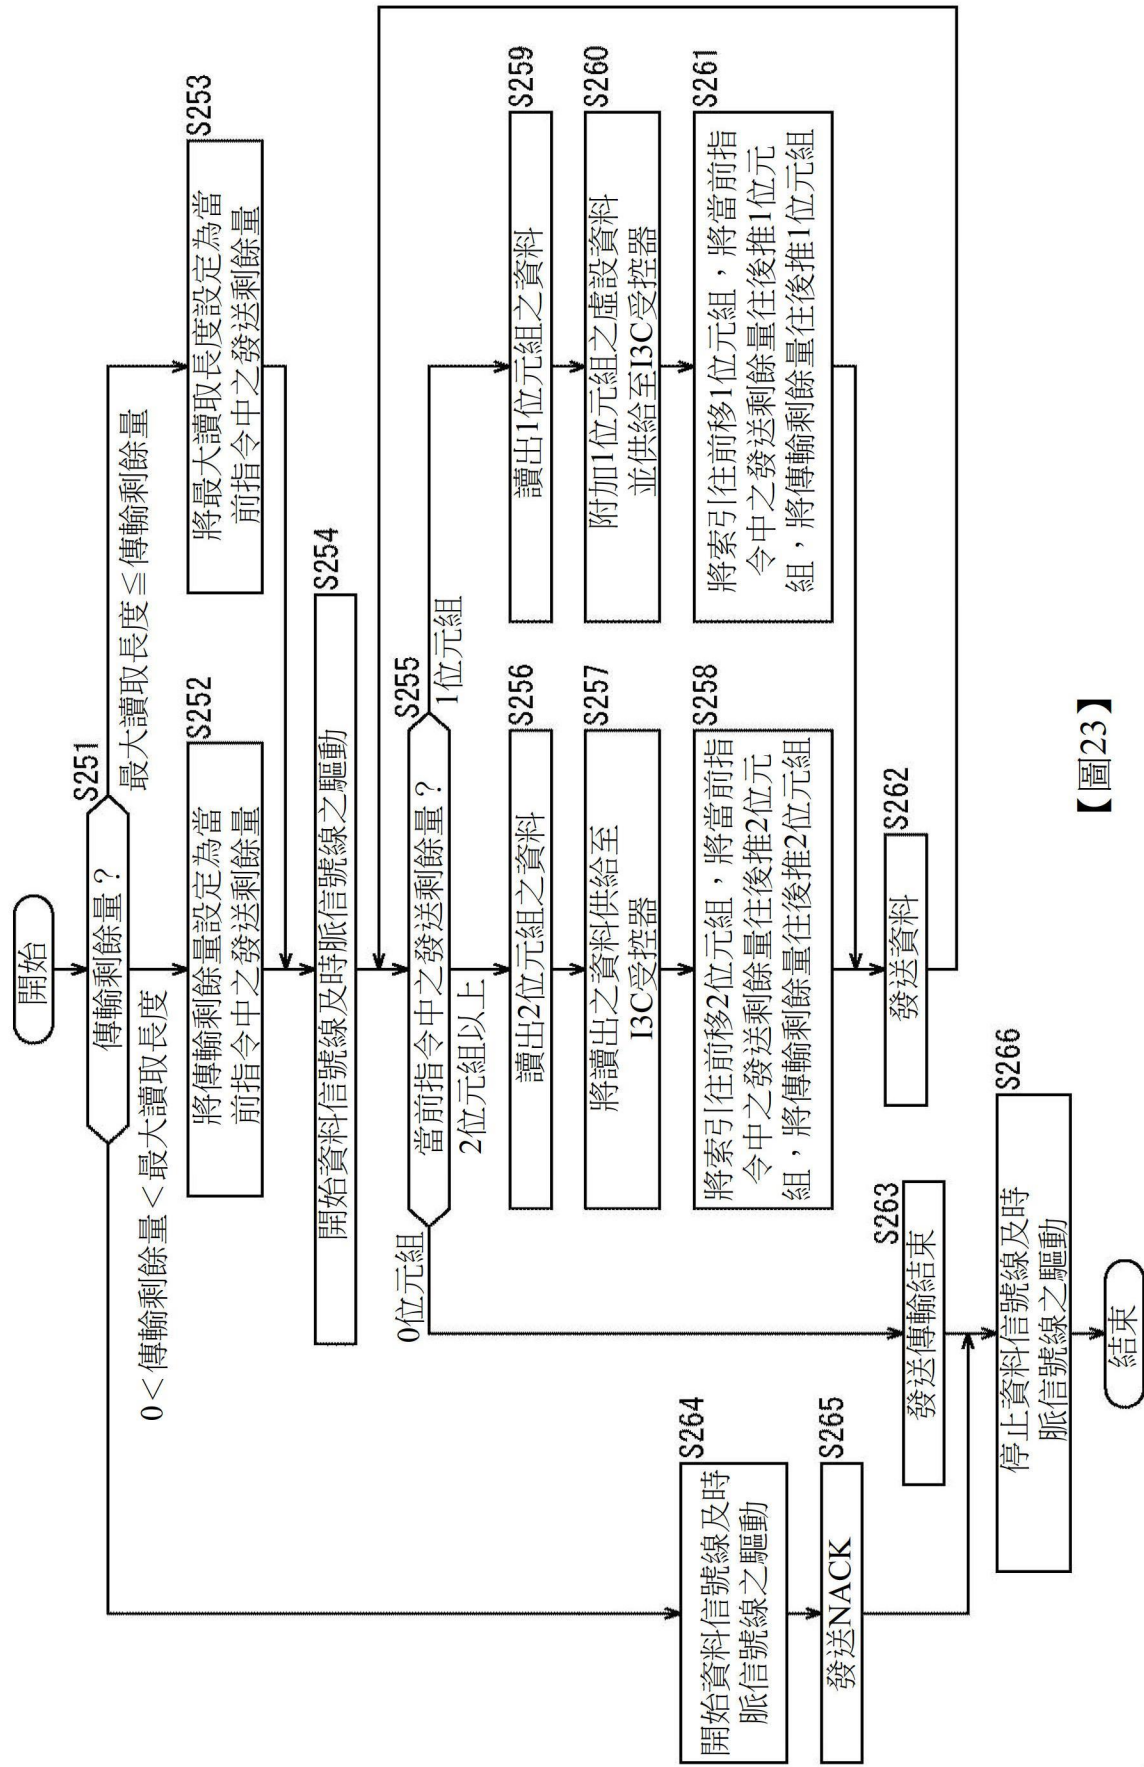 開始
S251
傳輸剩餘量？
0＜傳輸剩餘量＜最大讀取長度
最大讀取長度≦傳輸剩餘量
S252
將傳輸剩餘量設定為當
前指令中之發送剩餘量
S253
將最大讀取長度設定為當
前指令中之發送剩餘量
S254
開始資料信號線及時脈信號線之驅動
S255
當前指令中之發送剩餘量？
0位元組
2位元組以上
1位元組
S256
讀出2位元組之資料
S257
將讀出之資料供給至
I3C受控器
S258
將索引往前移2位元組，將當前指
令中之發送剩餘量往後推2位元
組，將傳輸剩餘量往後推2位元組
S259
讀出1位元組之資料
S260
附加1位元組之虛設資料
並供給至I3C受控器
S261
將索引往前移1位元組，將當前指
令中之發送剩餘量往後推1位元
組，將傳輸剩餘量往後推1位元組
S262
發送資料
S263
發送傳輸結束
S264
開始資料信號線及時
脈信號線之驅動
S265
發送NACK
S266
停止資料信號線及時
脈信號線之驅動
結束
【圖23】